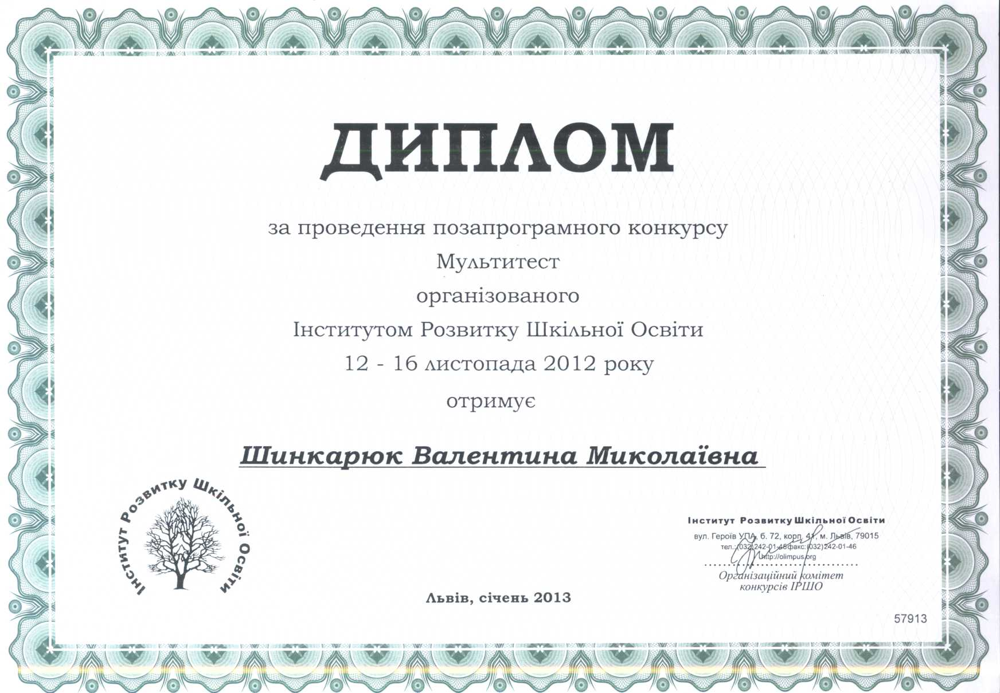 ДИПЛОМ
за проведення позапрограмного конкурсу
Мультитест
організованого
Інститутом Розвитку Шкільної Освіти
12 - 16 листопада 2012 року
отримує
Шинкарюк Валентина Миколаївна
Інститут Розвитку Шкільної Освіти
Інститут Розвитку Шкільної Освіти
вул. Героїв УПА, б. 72, корп. 41, м. Львів, 79015
тел.:(032)242-01-45факс:(032)242-01-46
http://olimpus.org
Організаційний комітет
конкурсів ІРШО
Львів, січень 2013
57913